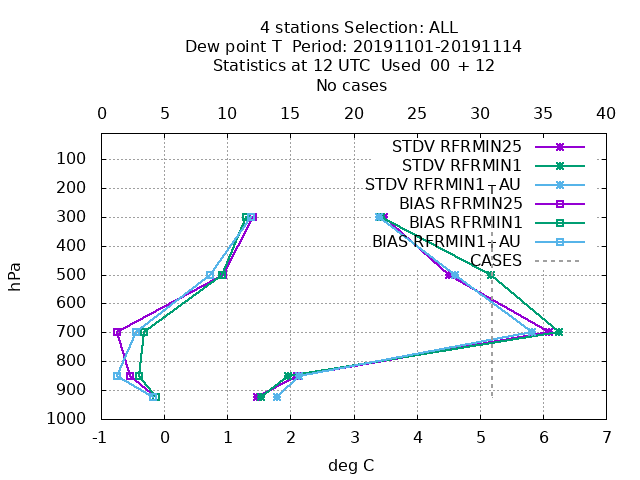 4 stations Selection: ALL
Dew point T  Period: 20191101-20191114
Statistics at 12 UTC  Used  00 + 12
No cases
0 5 10 15 20 25 30 35 40
STDV RFRMIN25
STDV RFRMIN1
STDV RFRMIN1_AU
BIAS RFRMIN25
BIAS RFRMIN1
BIAS RFRMIN1_AU
CASES
100
200
300
400
500
600
700
800
900
1000
hPa
-1 0 1 2 3 4 5 6 7
deg C